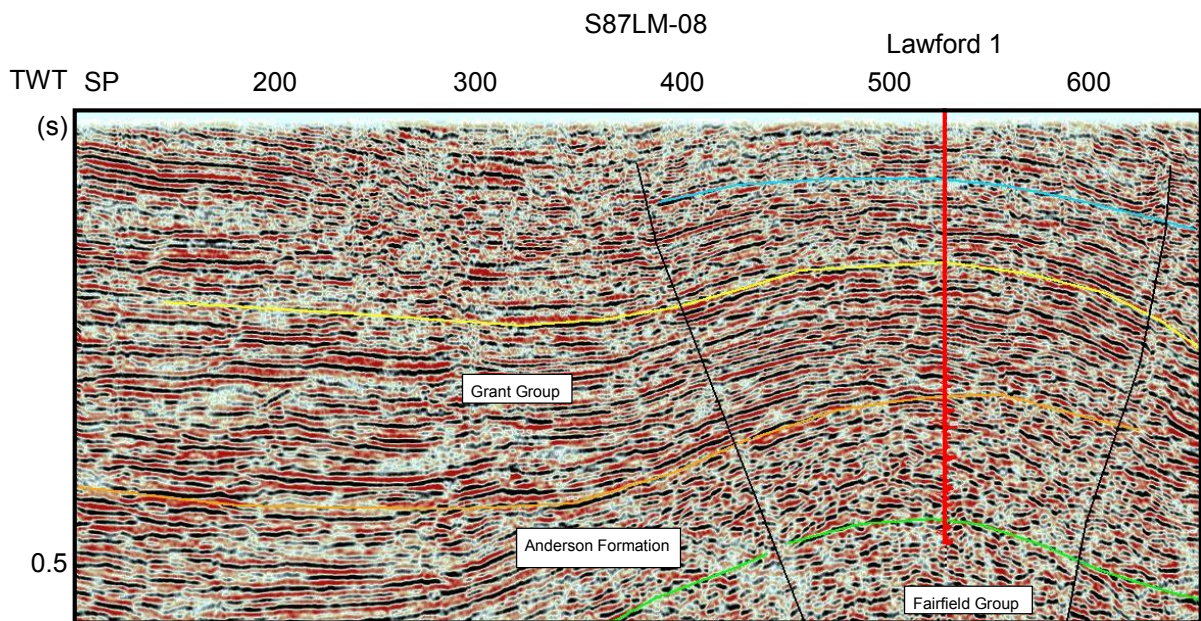 S87LM-08
Lawford 1
TWT SP 200 300 400 500 600
(s)
Grant Group
Anderson Formation
0.5
Fairfield Group